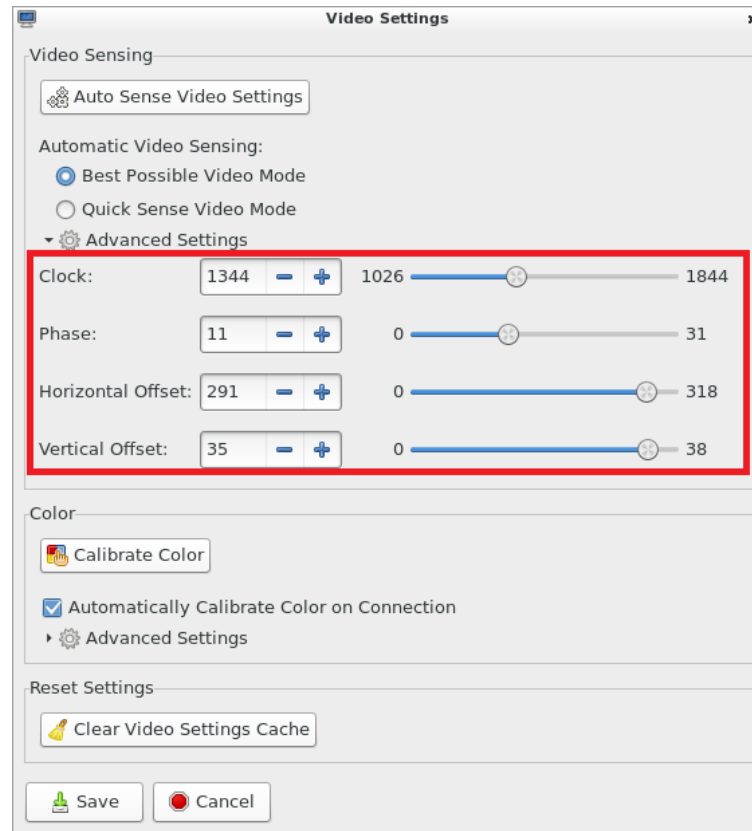 Video Settings
Video Sensing
Auto Sense Video Settings
Automatic Video Sensing:
Best Possible Video Mode
Quick Sense Video Mode
Advanced Settings
Clock: 1344 1026 1844
Phase: 11 0 31
Horizontal Offset: 291 0 318
Vertical Offset: 35 0 38
Color
Calibrate Color
Automatically Calibrate Color on Connection
Advanced Settings
Reset Settings
Clear Video Settings Cache
Save Cancel